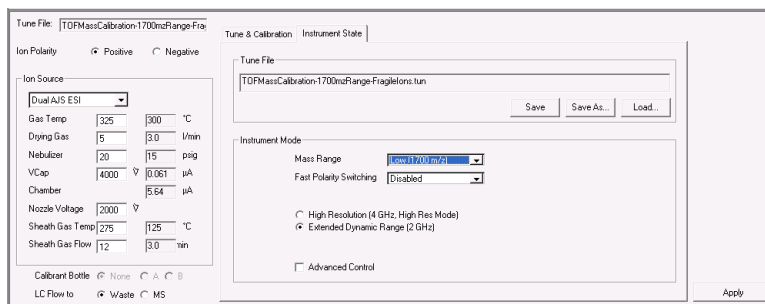 Tune File: TOFMassCalibration-1700mzRange-Frag
Ion Polarity Positive Negative
Ion Source
Dual AJS ESI
Gas Temp 325 300 °C
Drying Gas 5 3.0 l/min
Nebulizer 20 15 psig
VCap 4000 V 0.061 µA
Chamber 5.64 µA
Nozzle Voltage 2000 V
Sheath Gas Temp 275 125 °C
Sheath Gas Flow 12 3.0 min
Calibrant Bottle None A B
LC Flow to Waste MS
Tune & Calibration Instrument State
Tune File
TOFMassCalibration-1700mzRange-FragileIons.tun
Save Save As... Load...
Instrument Mode
Mass Range Low (1700 m/z)
Fast Polarity Switching Disabled
High Resolution (4 GHz, High Res Mode)
Extended Dynamic Range (2 GHz)
Advanced Control
Apply